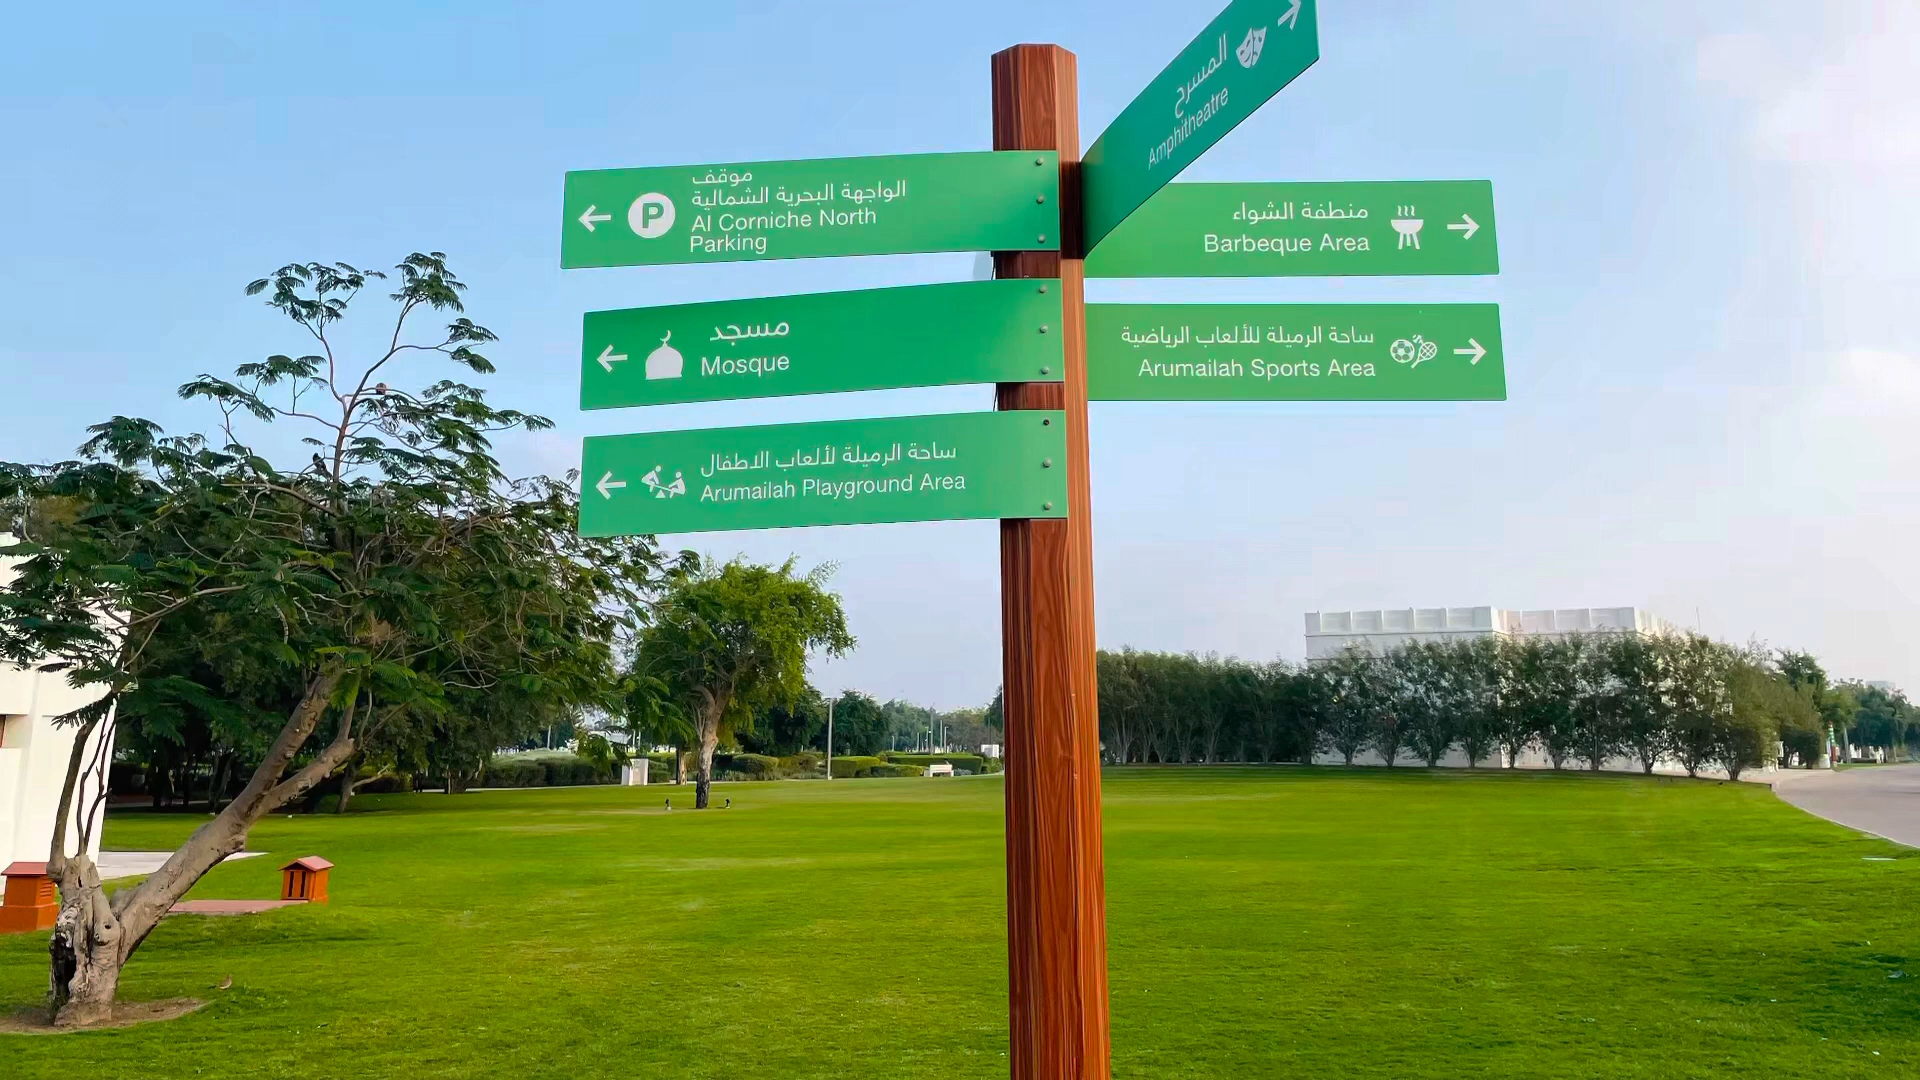 موقف
الواجهة البحرية الشمالية
P
Al Corniche North
Parking
مسجد
Mosque
ساحة الرميلة لألعاب الاطفال
Arumailah Playground Area
المسرح
Amphitheatre
منطقة الشواء
Barbeque Area
ساحة الرميلة للألعاب الرياضية
Arumailah Sports Area